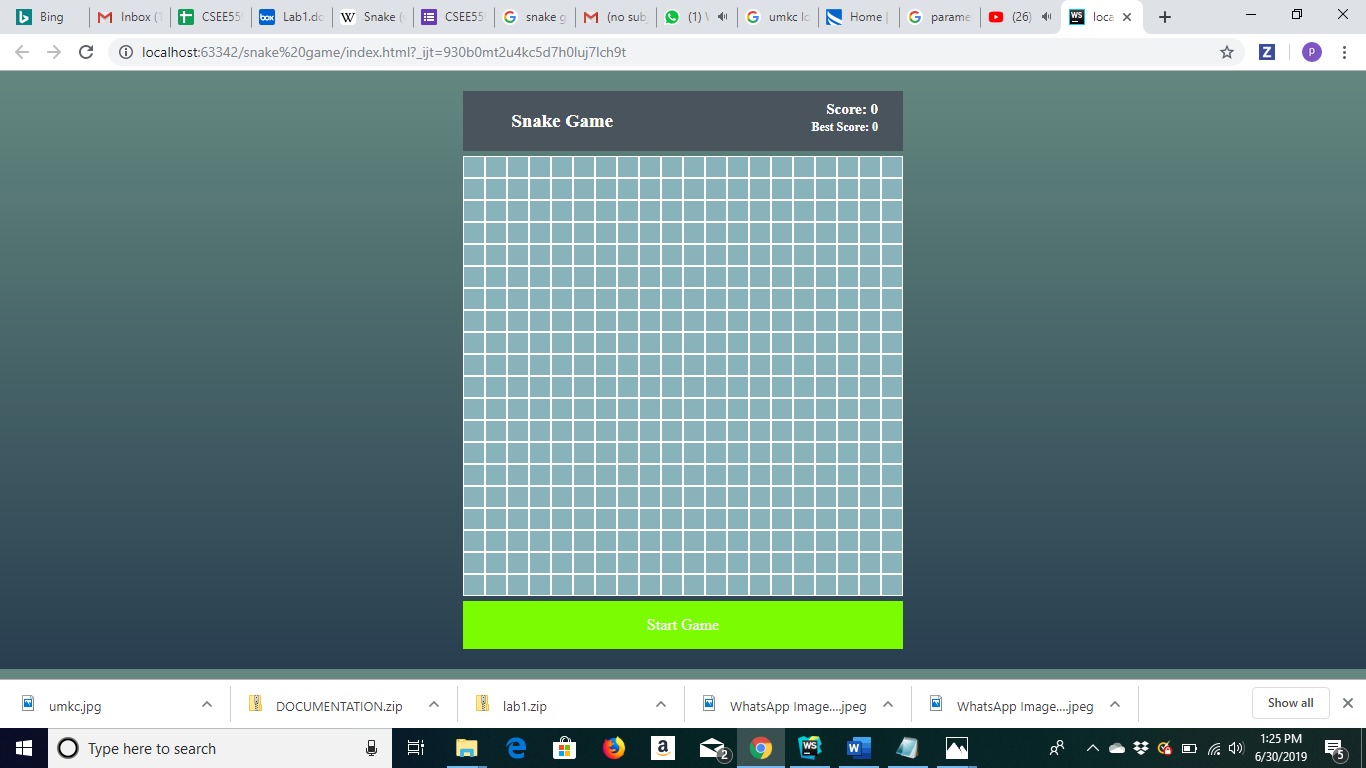 Bing
Inbox (1
CSEE55
Lab1.do
Snake (
CSEE55
snake g
(no sub
(1) W
umkc lo
Home |
parame
(26)
loca
localhost:63342/snake%20game/index.html?_ijt=930b0mt2u4kc5d7h0luj7lch9t
Snake Game
Score: 0
Best Score: 0
Start Game
umkc.jpg
DOCUMENTATION.zip
lab1.zip
WhatsApp Image....jpeg
WhatsApp Image....jpeg
Show all
Type here to search
2
1:25 PM
6/30/2019
5